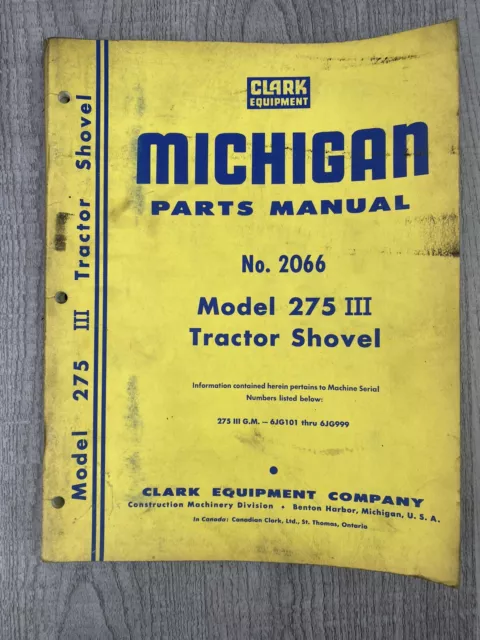 Model 275 III Tractor Shovel
CLARK
EQUIPMENT
MICHIGAN
PARTS MANUAL
No. 2066
Model 275 III
Tractor Shovel
Information contained herein pertains to Machine Serial
Numbers listed below:
275 III G.M. — 6JG101 thru 6JG999
CLARK EQUIPMENT COMPANY
Construction Machinery Division • Benton Harbor, Michigan, U. S. A.
In Canada: Canadian Clark, Ltd., St. Thomas, Ontario